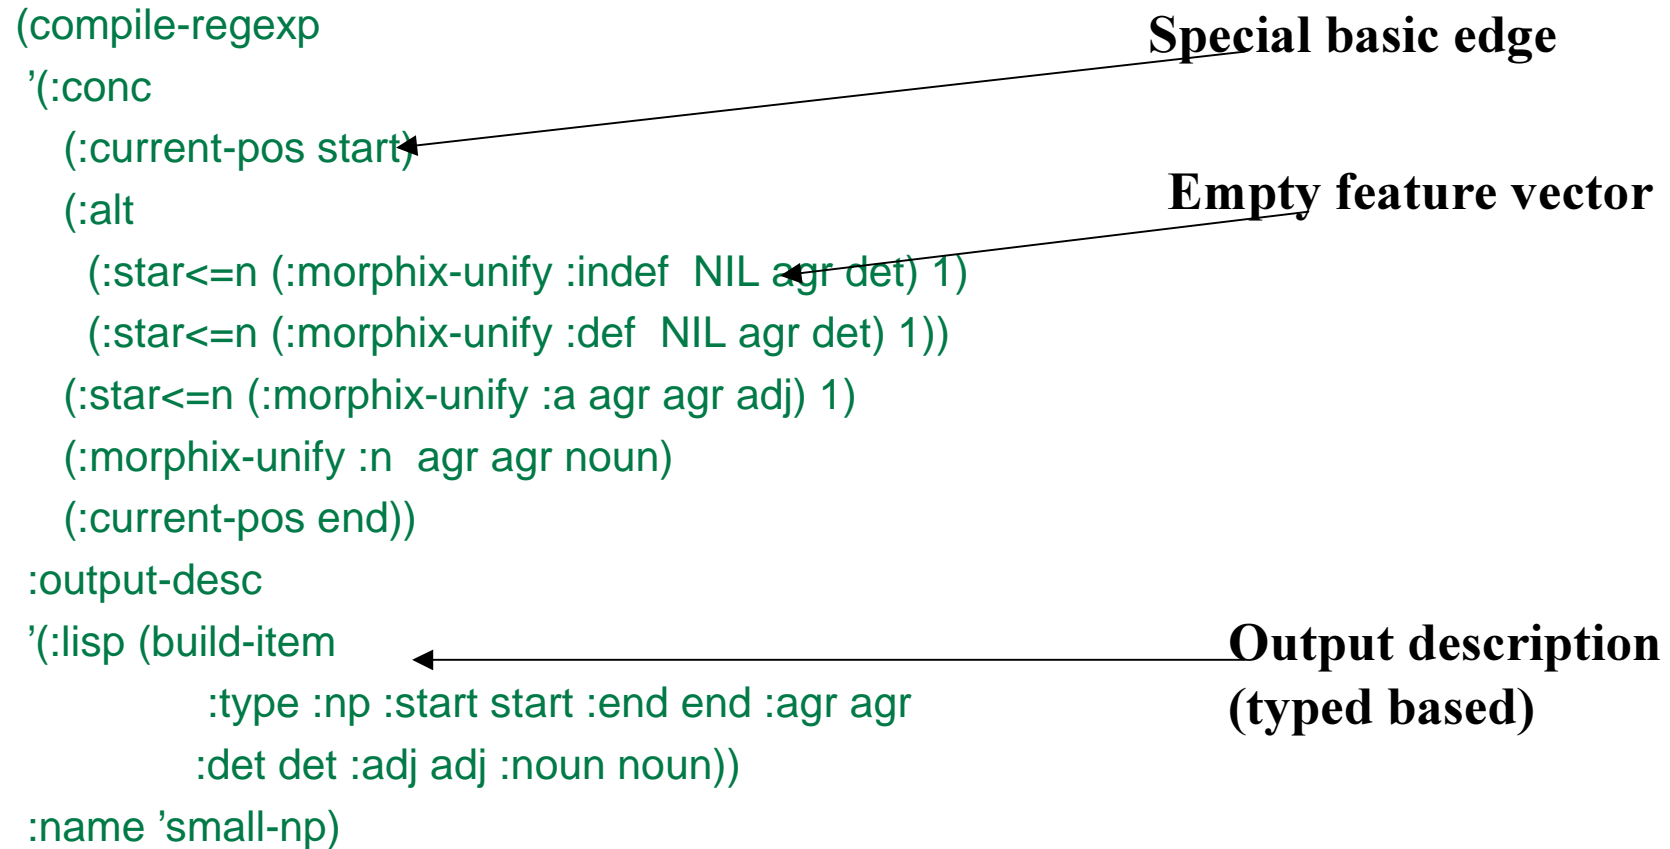 (compile-regexp
Special basic edge
’(:conc
(:current-pos start)
(:alt
Empty feature vector
(:star<=n (:morphix-unify :indef  NIL agr det) 1)
(:star<=n (:morphix-unify :def  NIL agr det) 1))
(:star<=n (:morphix-unify :a agr agr adj) 1)
(:morphix-unify :n  agr agr noun)
(:current-pos end))
:output-desc
’(:lisp (build-item
Output description
:type :np :start start :end end :agr agr
(typed based)
:det det :adj adj :noun noun))
:name ’small-np)